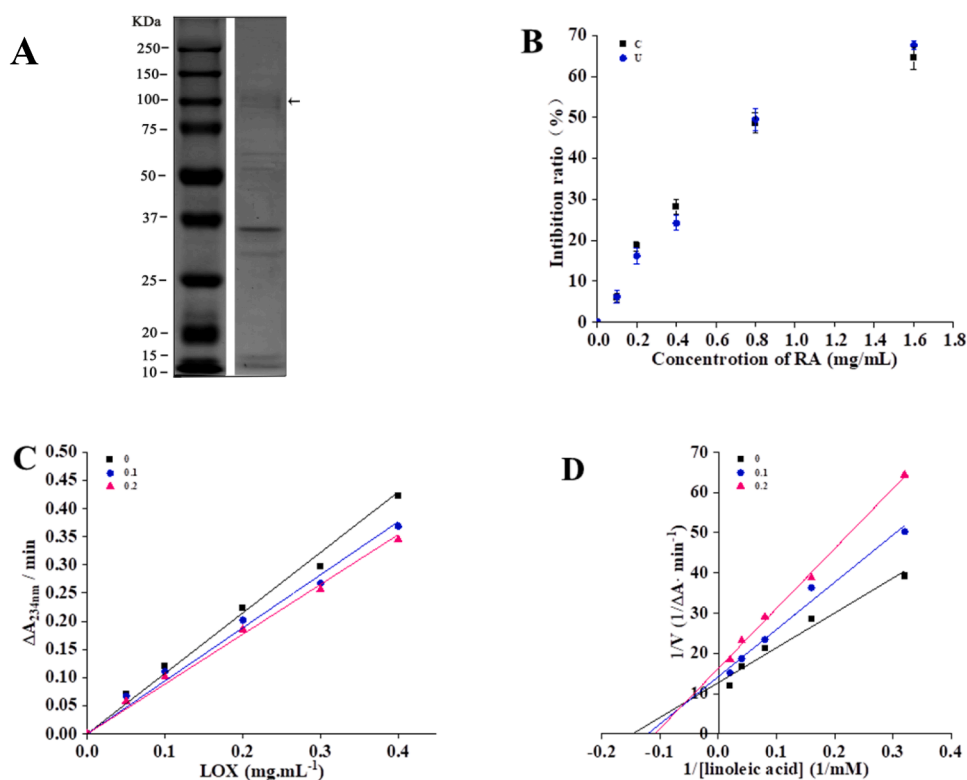 A
KDa
250
150
100
←
75
50
37
25
20
15
10
B
C
U
Intibition ratio (%)
70
60
50
40
30
20
10
0
0.0 0.2 0.4 0.6 0.8 1.0 1.2 1.4 1.6 1.8
Concentrotion of RA (mg/mL)
C
0
0.1
0.2
ΔA234nm / min
0.50
0.45
0.40
0.35
0.30
0.25
0.20
0.15
0.10
0.05
0.00
0.0 0.1 0.2 0.3 0.4
LOX (mg.mL-1)
D
0
0.1
0.2
1/V (1/ΔA· min-1)
70
60
50
40
30
20
10
0
-0.2 -0.1 0.0 0.1 0.2 0.3 0.4
1/[linoleic acid] (1/mM)